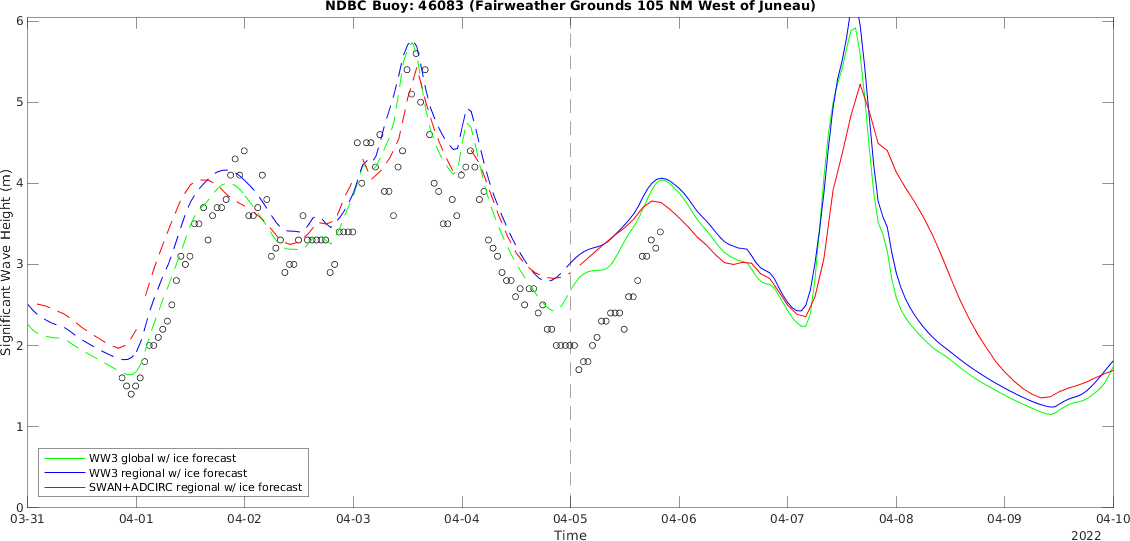 NDBC Buoy: 46083 (Fairweather Grounds 105 NM West of Juneau)
6
5
4
3
2
1
0
Significant Wave Height (m)
WW3 global w/ ice forecast
WW3 regional w/ ice forecast
SWAN+ADCIRC regional w/ ice forecast
03-31 04-01 04-02 04-03 04-04 04-05 04-06 04-07 04-08 04-09 04-10
Time
2022